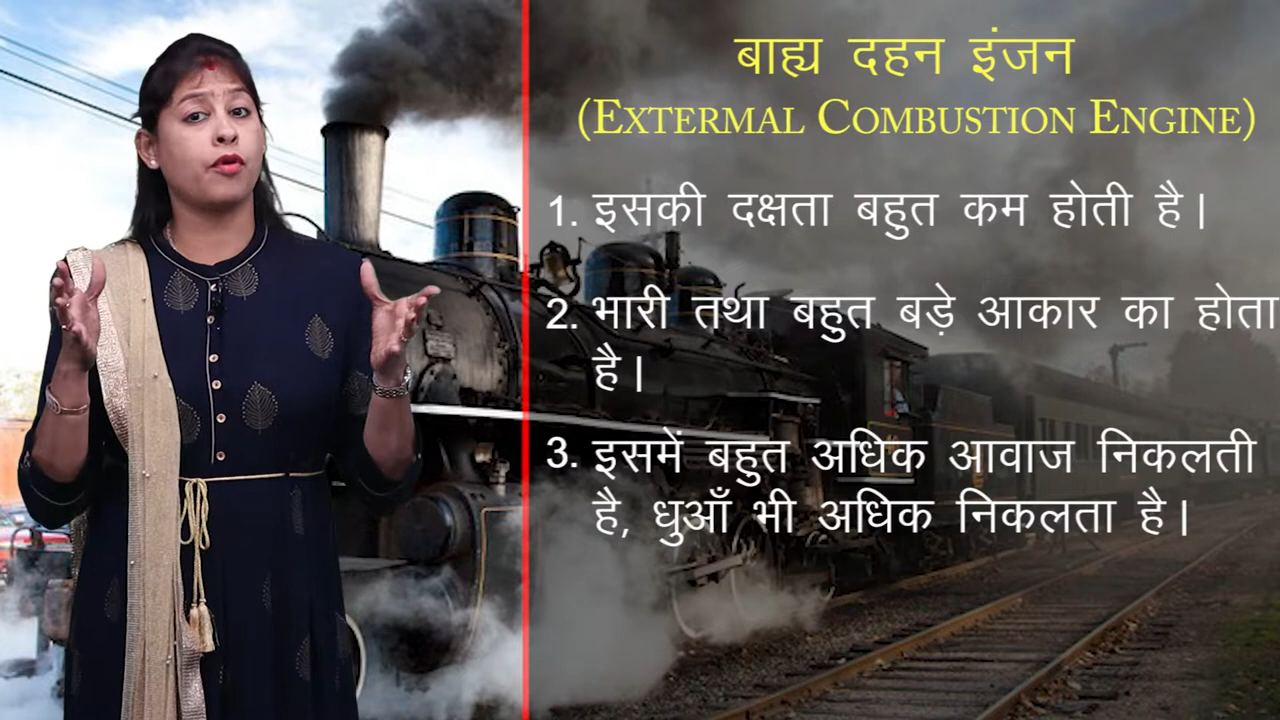 बाह्य दहन इंजन
(EXTERMAL COMBUSTION ENGINE)
1. इसकी दक्षता बहुत कम होती है।
2. भारी तथा बहुत बड़े आकार का होता
है।
3. इसमें बहुत अधिक आवाज निकलती
है, धुआँ भी अधिक निकलता है।